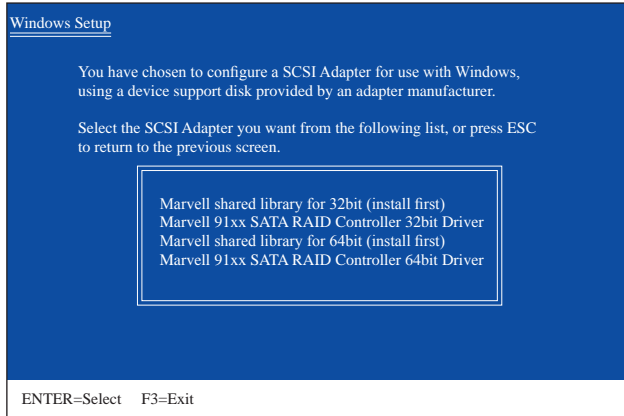 Windows Setup
You have chosen to configure a SCSI Adapter for use with Windows,
using a device support disk provided by an adapter manufacturer.
Select the SCSI Adapter you want from the following list, or press ESC
to return to the previous screen.
Marvell shared library for 32bit (install first)
Marvell 91xx SATA RAID Controller 32bit Driver
Marvell shared library for 64bit (install first)
Marvell 91xx SATA RAID Controller 64bit Driver
ENTER=Select F3=Exit